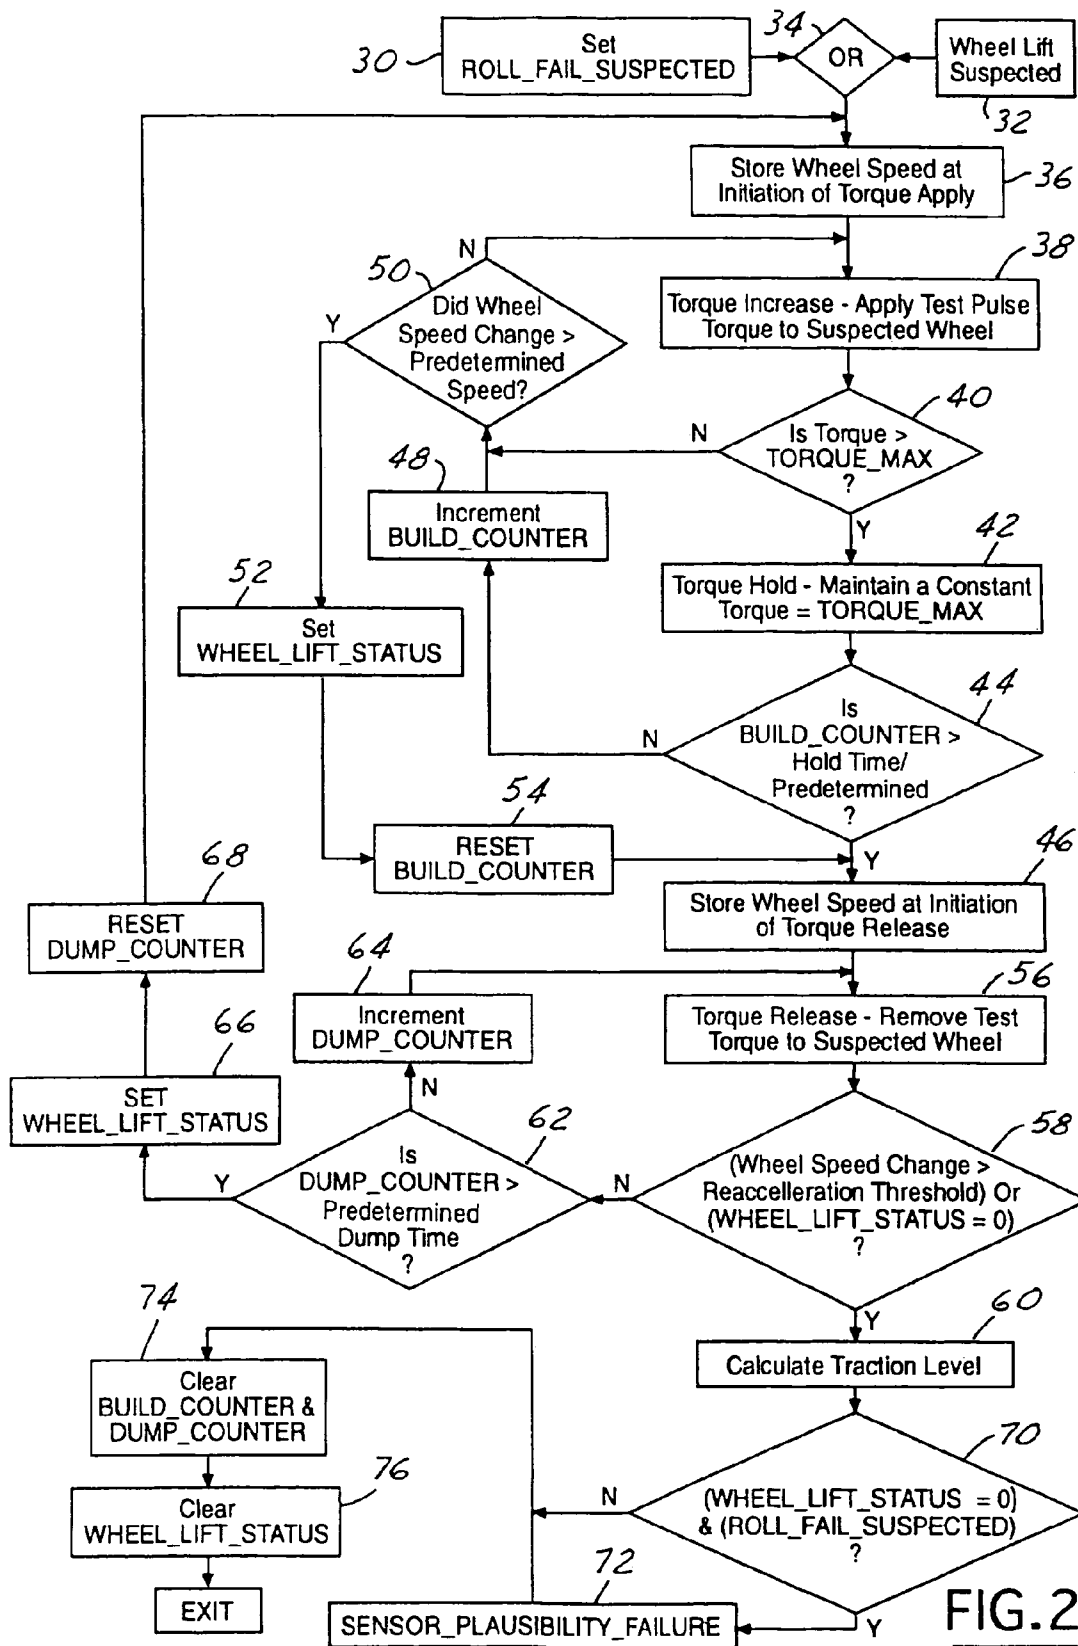 30
Set
ROLL_FAIL_SUSPECTED
34
OR
Wheel Lift
Suspected
32
Store Wheel Speed at
Initiation of Torque Apply
36
N
50
Did Wheel
Speed Change >
Predetermined
Speed?
Y
38
Torque Increase - Apply Test Pulse
Torque to Suspected Wheel
40
Is Torque >
TORQUE_MAX
?
N
Y
48
Increment
BUILD_COUNTER
42
Torque Hold - Maintain a Constant
Torque = TORQUE_MAX
52
Set
WHEEL_LIFT_STATUS
44
Is
BUILD_COUNTER >
Hold Time/
Predetermined
?
N
Y
54
RESET
BUILD_COUNTER
46
Store Wheel Speed at Initiation
of Torque Release
68
RESET
DUMP_COUNTER
64
Increment
DUMP_COUNTER
56
Torque Release - Remove Test
Torque to Suspected Wheel
66
SET
WHEEL_LIFT_STATUS
N
62
Is
DUMP_COUNTER >
Predetermined
Dump Time
?
Y
58
(Wheel Speed Change >
Reaccelleration Threshold) Or
(WHEEL_LIFT_STATUS = 0)
?
N
Y
60
Calculate Traction Level
74
Clear
BUILD_COUNTER &
DUMP_COUNTER
70
(WHEEL_LIFT_STATUS = 0)
& (ROLL_FAIL_SUSPECTED)
?
N
Y
76
Clear
WHEEL_LIFT_STATUS
EXIT
72
SENSOR_PLAUSIBILITY_FAILURE
FIG.2